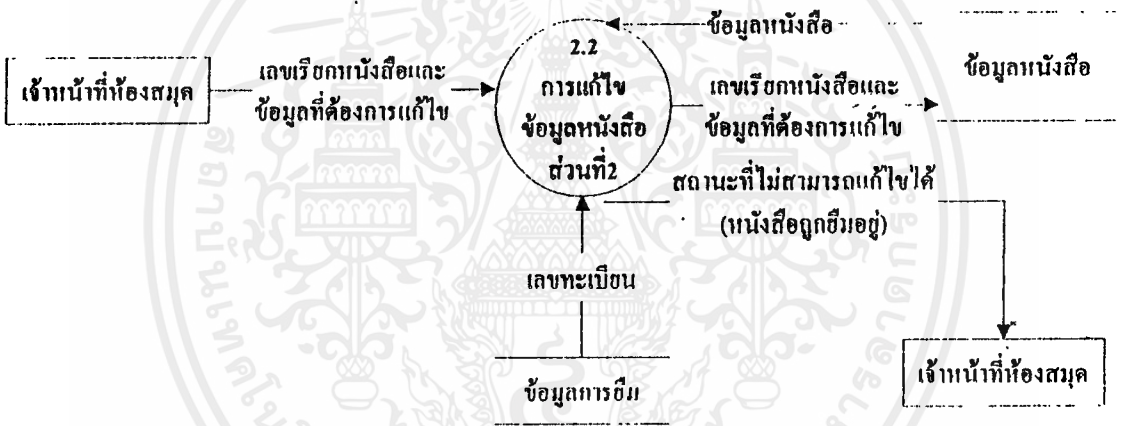 ข้อมูลหนังสือ
2.2
การแก้ไข
ข้อมูลหนังสือ
ส่วนที่2
เจ้าหน้าที่ห้องสมุด
เลขเรียกหนังสือและ
ข้อมูลที่ต้องการแก้ไข
เลขเรียกหนังสือและ
ข้อมูลที่ต้องการแก้ไข
ข้อมูลหนังสือ
สถานะที่ไม่สามารถแก้ไขได้
(หนังสือถูกยืมอยู่)
เลขทะเบียน
ข้อมูลการยืม
เจ้าหน้าที่ห้องสมุด